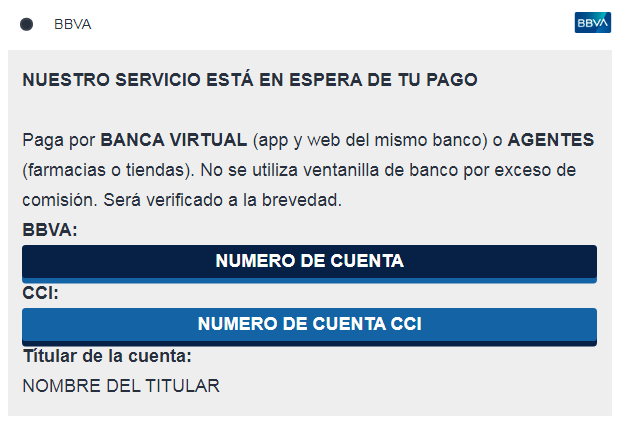 BBVA
BBVA
NUESTRO SERVICIO ESTÁ EN ESPERA DE TU PAGO
Paga por BANCA VIRTUAL (app y web del mismo banco) o AGENTES
(farmacias o tiendas). No se utiliza ventanilla de banco por exceso de
comisión. Será verificado a la brevedad.
BBVA:
NUMERO DE CUENTA
CCI:
NUMERO DE CUENTA CCI
Títular de la cuenta:
NOMBRE DEL TITULAR